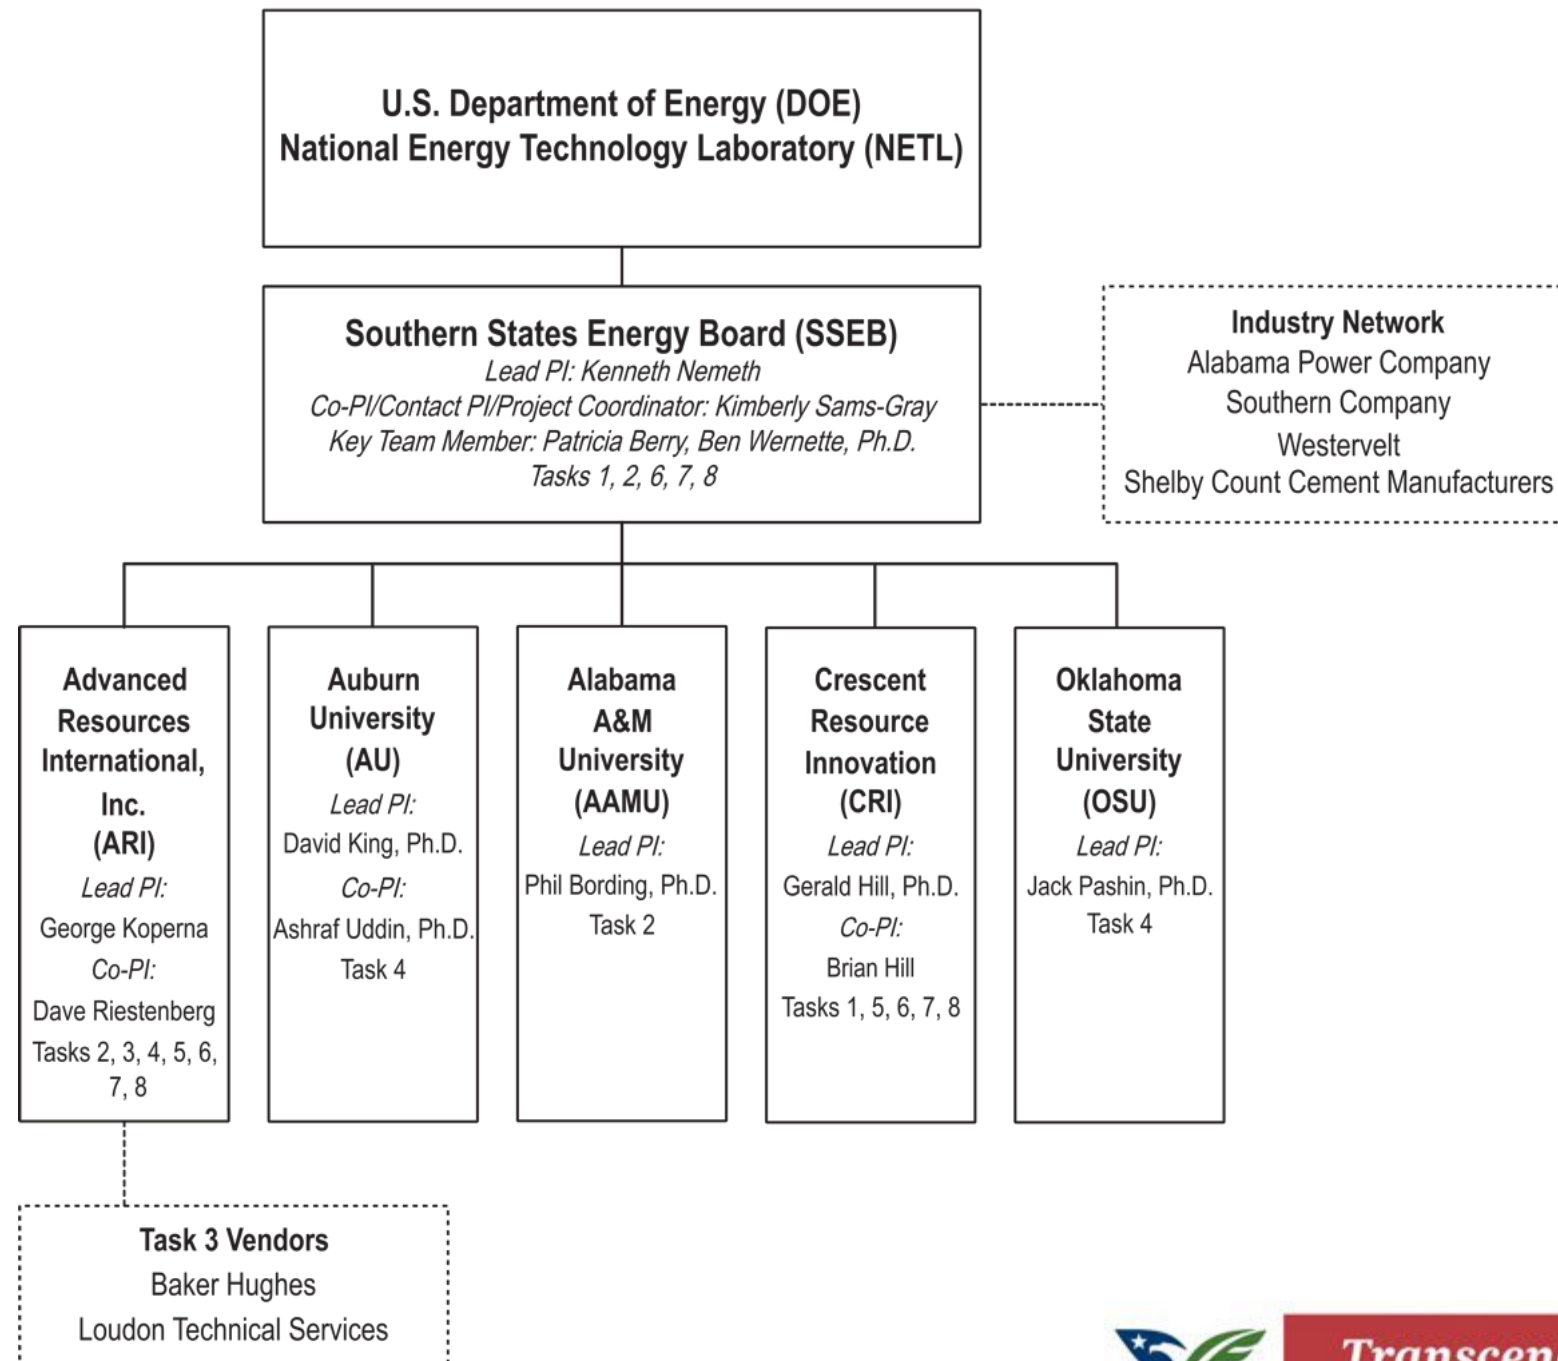 U.S. Department of Energy (DOE)
National Energy Technology Laboratory (NETL)
Southern States Energy Board (SSEB)
Lead PI: Kenneth Nemeth
Co-PI/Contact PI/Project Coordinator: Kimberly Sams-Gray
Key Team Member: Patricia Berry, Ben Wernette, Ph.D.
Tasks 1, 2, 6, 7, 8
Industry Network
Alabama Power Company
Southern Company
Westervelt
Shelby Count Cement Manufacturers
Advanced
Resources
International,
Inc.
(ARI)
Lead PI:
George Koperna
Co-PI:
Dave Riestenberg
Tasks 2, 3, 4, 5, 6,
7, 8
Auburn
University
(AU)
Lead PI:
David King, Ph.D.
Co-PI:
Ashraf Uddin, Ph.D.
Task 4
Alabama
A&M
University
(AAMU)
Lead PI:
Phil Bording, Ph.D.
Task 2
Crescent
Resource
Innovation
(CRI)
Lead PI:
Gerald Hill, Ph.D.
Co-PI:
Brian Hill
Tasks 1, 5, 6, 7, 8
Oklahoma
State
University
(OSU)
Lead PI:
Jack Pashin, Ph.D.
Task 4
Task 3 Vendors
Baker Hughes
Loudon Technical Services
Transcen